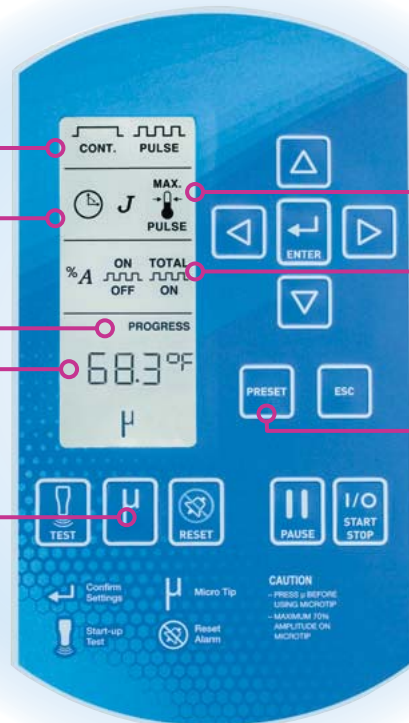 CONT. PULSE
MAX.
J
PULSE
ON TOTAL
%A
OFF ON
PROGRESS
68.3°F
μ
ENTER
PRESET ESC
μ I/O
TEST RESET PAUSE START
STOP
Confirm
Settings
μ Micro Tip
Start-up
Test
Reset
Alarm
CAUTION
– PRESS μ BEFORE
USING MICROTIP
– MAXIMUM 70%
AMPLITUDE ON
MICROTIP